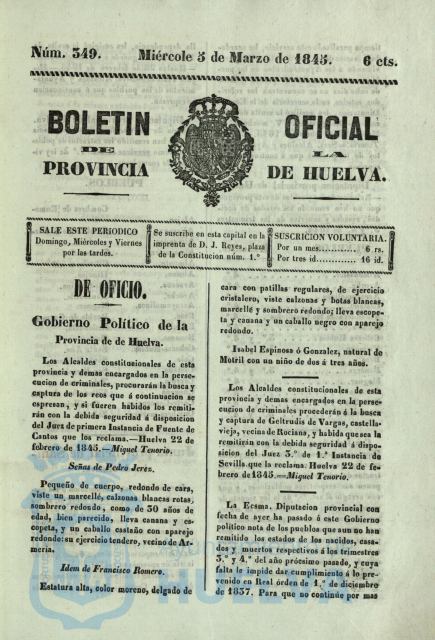 Núm. 349. Miércole 5 de Marzo de 1845. 6 cts.
BOLETIN OFICIAL
DE LA
PROVINCIA DE HUELVA.
SALE ESTE PERIODICO
Domingo, Miércoles y Viernes
por las tardes.
Se suscribe en esta capital en la
imprenta de D. J. Reyes, plaza
de la Constitucion núm. 1.º
SUSCRICION VOLUNTARIA.
Por un mes............ 6 rs.
Por tres id............ 16 id.
DE OFICIO.
Gobierno Político de la
Provincia de de Huelva.
Los Alcaldes constitucionales de esta
provincia y demas encargados en la perse-
cucion de criminales, procurarán la busca y
captura de los reos que á continuacion se
espresan, y si fueren habidos los remiti-
rán con la debida seguridad á disposicion
del Juez de primera Instancia de Fuente de
Cantos que los reclama.—Huelva 22 de
febrero de 1845.—Miguel Tenorio.
Señas de Pedro Jerez.
Pequeño de cuerpo, redondo de cara,
viste un marcellé, calzonas blancas rotas,
sombrero redondo, como de 30 años de
edad, bien parecido, lleva canana y es-
copeta, y un caballo castaño con aparejo
redondo: su ejercicio tendero, vecino de Ar-
meria.
Idem de Francisco Romero.
Estatura alta, color moreno, delgado de
cara con patillas regulares, de ejercicio
cristalero, viste calzonas y botas blancas,
marcellé y sombrero redondo; lleva escope-
ta y canana y un caballo negro con aparejo
redondo.
Isabel Espinosa ó Gonzalez, natural de
Motril con un niño de dos á tres años.
Los Alcaldes constitucionales de esta
provincia y demas encargados en la perse-
cucion de criminales procederán á la busca
y captura de Geltrudis de Vargas, castella-
vieja, vecina de Rociana, y habida que sea la
remitirán con la debida seguridad á dispo-
sicion del Juez 3.º de 1.ª Instancia de
Sevilla que la reclama. Huelva 22 de fe-
brero de 1845.—Miguel Tenorio.
La Ecsma. Diputacion provincial con
fecha de ayer ha pasado á este Gobierno
político nota de los pueblos que aun no han
remitido los estados de los nacidos, casa-
dos y muertos respectivos á los trimestres
3.º y 4.º del año prócsimo pasado, y cuya
falta le impide dar cumplimiento á lo pre-
venido en Real órden de 1.º de diciembre
de 1837. Para que no continúe por mas
HUELVA